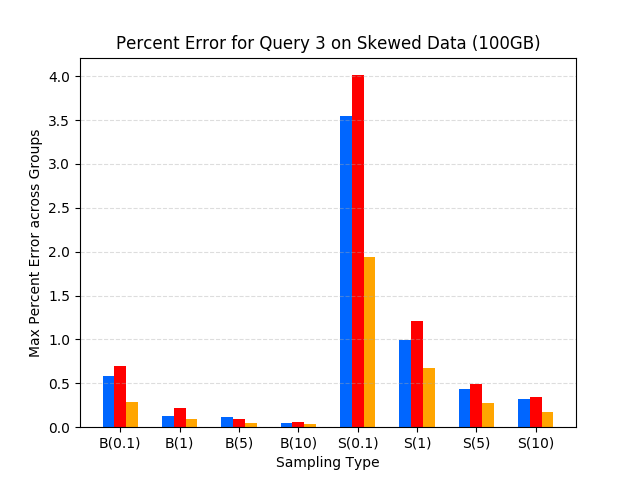 Percent Error for Query 3 on Skewed Data (100GB)
Max Percent Error across Groups
4.0
3.5
3.0
2.5
2.0
1.5
1.0
0.5
0.0
B(0.1) B(1) B(5) B(10) S(0.1) S(1) S(5) S(10)
Sampling Type